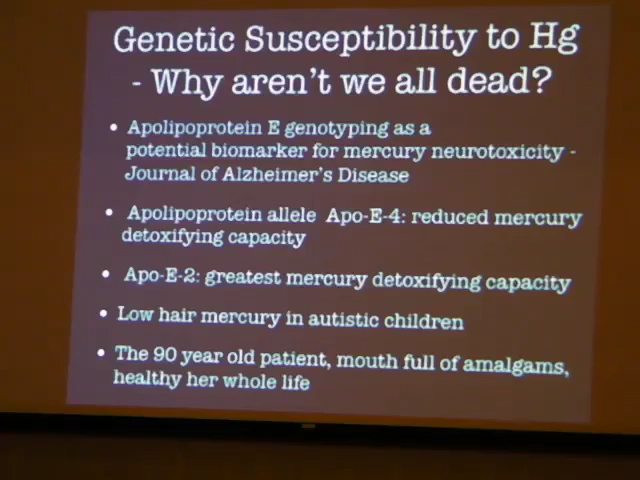 Genetic Susceptibility to Hg
- Why aren't we all dead?
• Apolipoprotein E genotyping as a
potential biomarker for mercury neurotoxicity -
Journal of Alzheimer's Disease
• Apolipoprotein allele Apo-E-4: reduced mercury
detoxifying capacity
• Apo-E-2: greatest mercury detoxifying capacity
• Low hair mercury in autistic children
• The 90 year old patient, mouth full of amalgams,
healthy her whole life